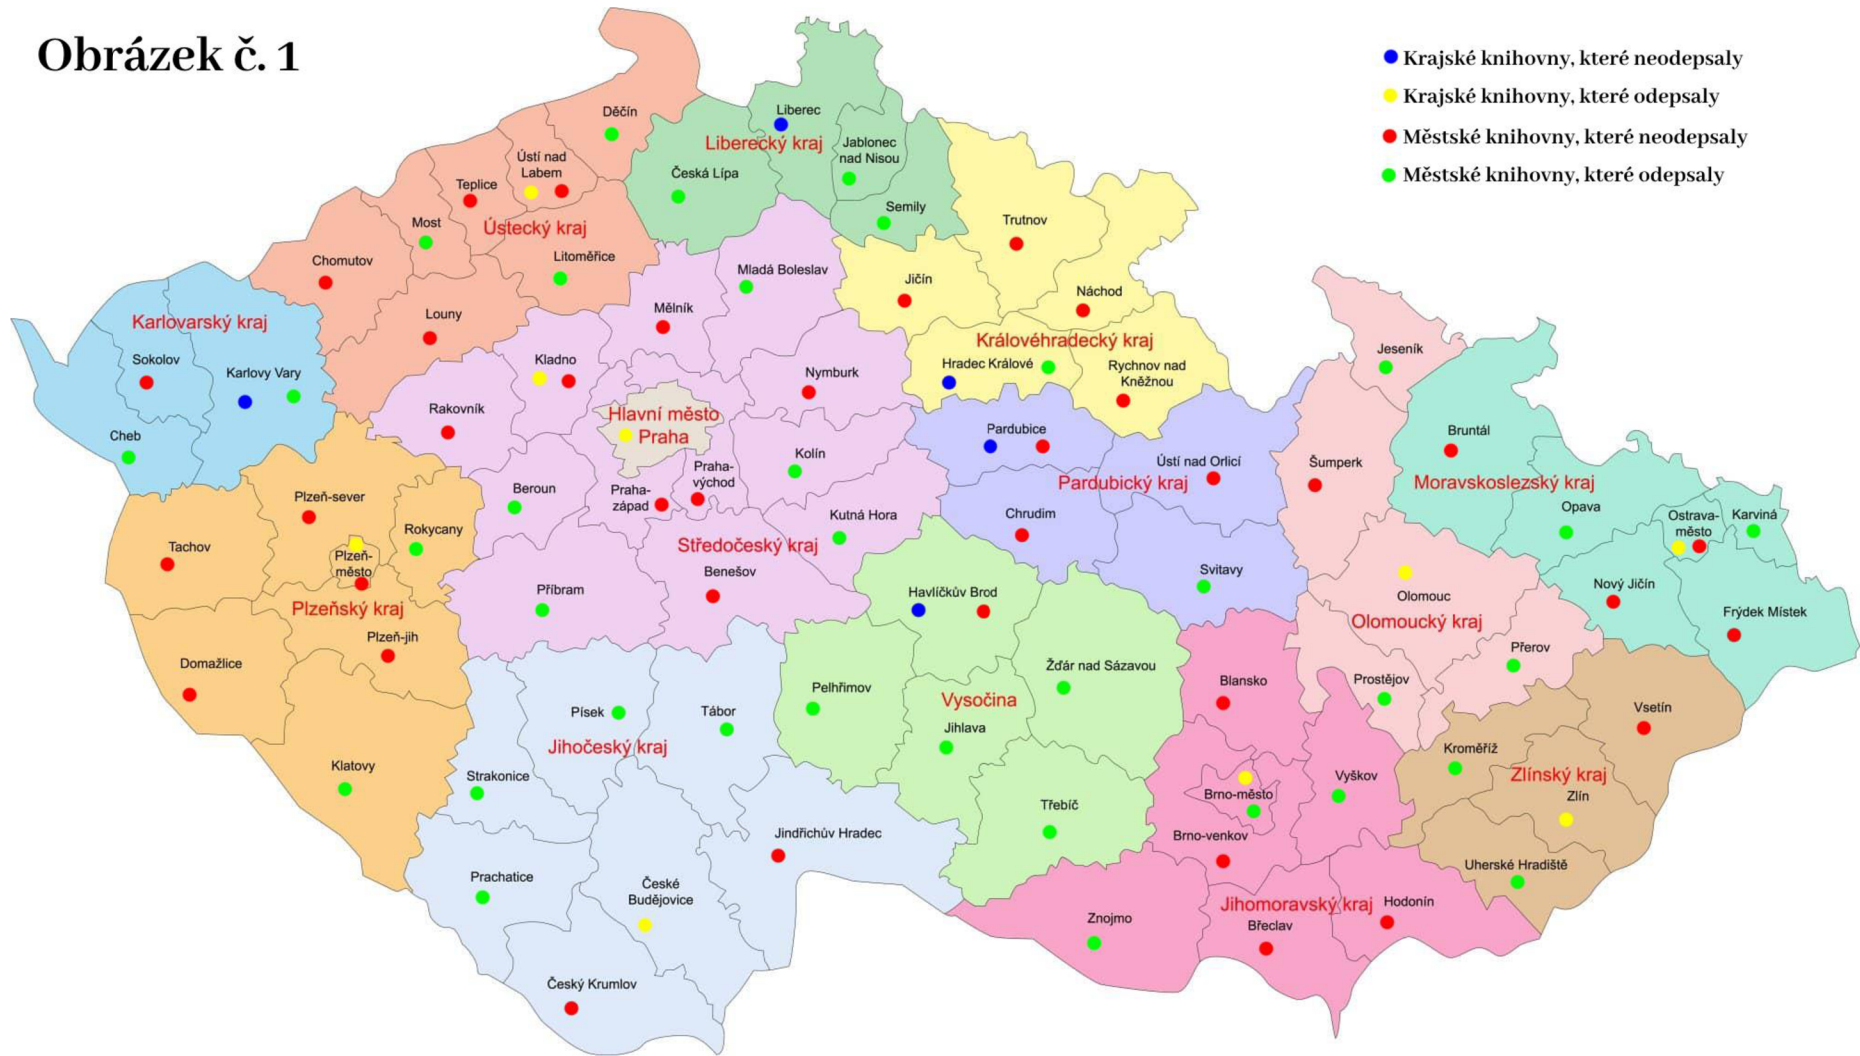 Obrázek č. 1
Krajské knihovny, které neodepsaly
Krajské knihovny, které odepsaly
Městské knihovny, které neodepsaly
Městské knihovny, které odepsaly
Děčín
Liberec
Liberecký kraj
Jablonec
nad Nisou
Ústí nad
Labem
Teplice
Česká Lípa
Semily
Trutnov
Most
Ústecký kraj
Litoměřice
Chomutov
Mladá Boleslav
Jičín
Náchod
Louny
Mělník
Karlovarský kraj
Královéhradecký kraj
Sokolov
Karlovy Vary
Kladno
Nymburk
Hradec Králové
Rychnov nad
Kněžnou
Jeseník
Rakovník
Hlavní město
Praha
Cheb
Pardubice
Bruntál
Kolín
Praha-
východ
Ústí nad Orlicí
Šumperk
Pardubický kraj
Moravskoslezský kraj
Plzeň-sever
Beroun
Praha-
západ
Rokycany
Kutná Hora
Chrudim
Opava
Ostrava-
město
Karviná
Tachov
Plzeň-
město
Středočeský kraj
Benešov
Svitavy
Nový Jičín
Příbram
Havlíčkův Brod
Olomouc
Olomoucký kraj
Frýdek Místek
Plzeňský kraj
Plzeň-jih
Domažlice
Žďár nad Sázavou
Přerov
Prostějov
Blansko
Pelhřimov
Vysočina
Písek
Tábor
Vsetín
Jihočeský kraj
Jihlava
Kroměříž
Klatovy
Strakonice
Zlínský kraj
Zlín
Vyškov
Brno-město
Třebíč
Jindřichův Hradec
Brno-venkov
Uherské Hradiště
Prachatice
České
Budějovice
Jihomoravský kraj
Hodonín
Znojmo
Břeclav
Český Krumlov